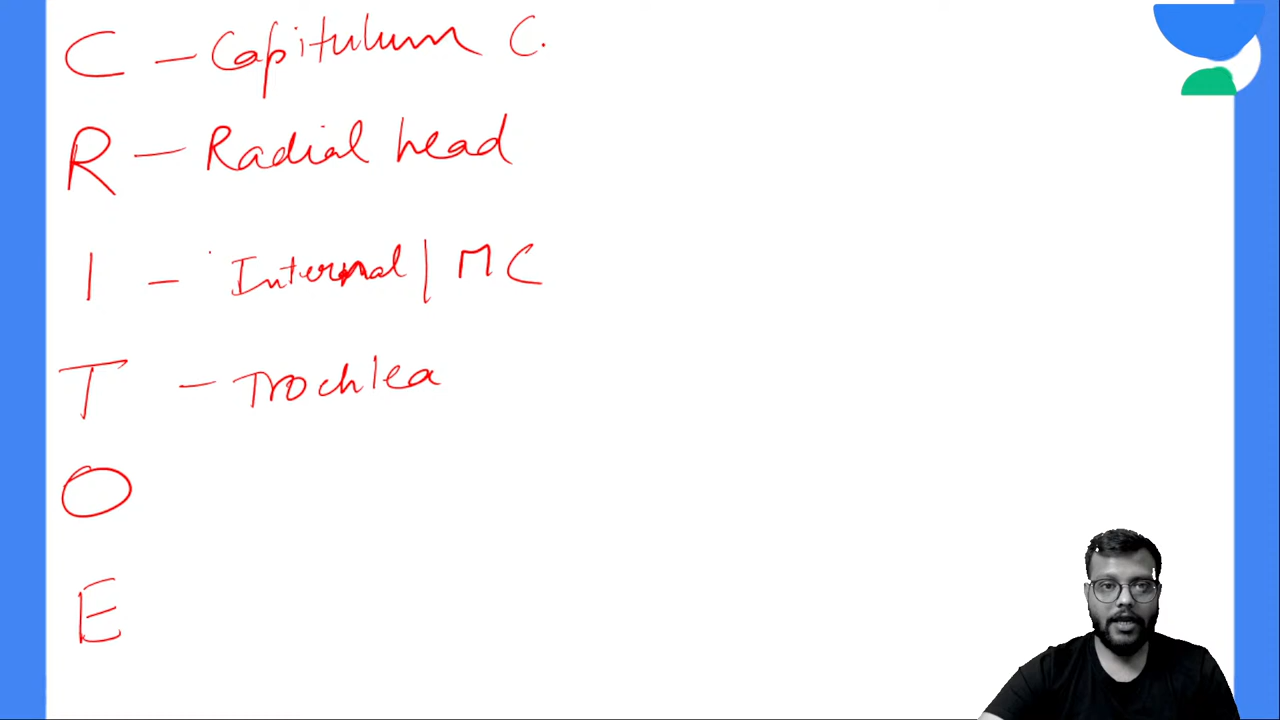 C - Capitulum C.
R - Radial head
I - Internal / MC
T - Trochlea
O
E